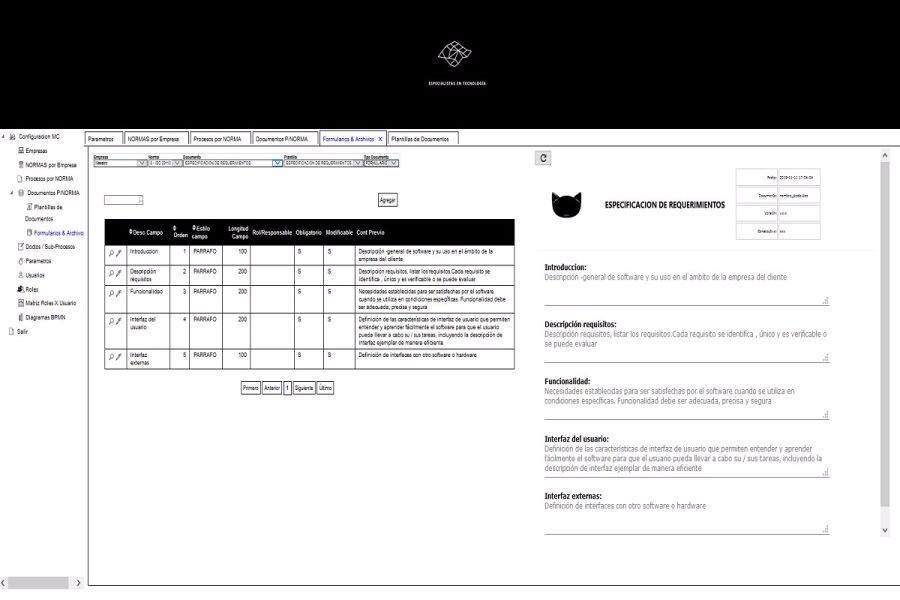 ESPECIALISTAS EN TECNOLOGÍA
Configuracion MC
Empresas
NORMAS por Empresa
Procesos por NORMA
Documentos P/NORMA
Plantillas de
Documentos
Formularios & Archivo
Dodos / Sub-Procesos
Parametros
Usuarios
Roles
Matriz Roles X Usuario
Diagramas BPMN
Salir
Parametros NORMAS por Empresa Procesos por NORMA Documentos P/NORMA Formularios & Archivos X Plantillas de Documentos
Empresa Norma Documento Plantilla Tipo Documento
ESPECIFICACION DE REQUERIMIENTOS ESPECIFICACION DE REQUERIMIENTOS FORMULARIO
Agregar
Desc Campo Orden Estilo campo Longitud Campo Rol/Responsable Obligatorio Modificable Cont Previo
Introduccion 1 PARRAFO 100 S S Descripción -general de software y su uso en el ámbito de la
empresa del cliente
Descripción requisitos 2 PARRAFO 200 S S Descripción requisitos, listar los requisitos.Cada requisito se
identifica , único y es verificable o se puede evaluar
Funcionalidad 3 PARRAFO 200 S S Necesidades establecidas para ser satisfechas por el software
cuando se utiliza en condiciones específicas. Funcionalidad debe
ser adecuada, precisa y segura
Interfaz del usuario 4 PARRAFO 200 S S Definición de las características de interfaz de usuario que permiten
entender y aprender fácilmente el software para que el usuario
pueda llevar a cabo su / sus tareas, incluyendo la descripción de
interfaz ejemplar de manera eficiente
Interfaz externas 5 PARRAFO 100 S S Definición de interfaces con otro software o hardware
Primero Anterior 1 Siguiente Último
ESPECIFICACION DE REQUERIMIENTOS
Fecha:
Documento:
Versión:
Consecutivo:
Introduccion:
Descripción -general de software y su uso en el ámbito de la empresa del cliente
Descripción requisitos:
Descripción requisitos, listar los requisitos.Cada requisito se identifica , único y es verificable o
se puede evaluar
Funcionalidad:
Necesidades establecidas para ser satisfechas por el software cuando se utiliza en
condiciones específicas. Funcionalidad debe ser adecuada, precisa y segura
Interfaz del usuario:
Definición de las características de interfaz de usuario que permiten entender y aprender
fácilmente el software para que el usuario pueda llevar a cabo su / sus tareas, incluyendo la
descripción de interfaz ejemplar de manera eficiente
Interfaz externas:
Definición de interfaces con otro software o hardware